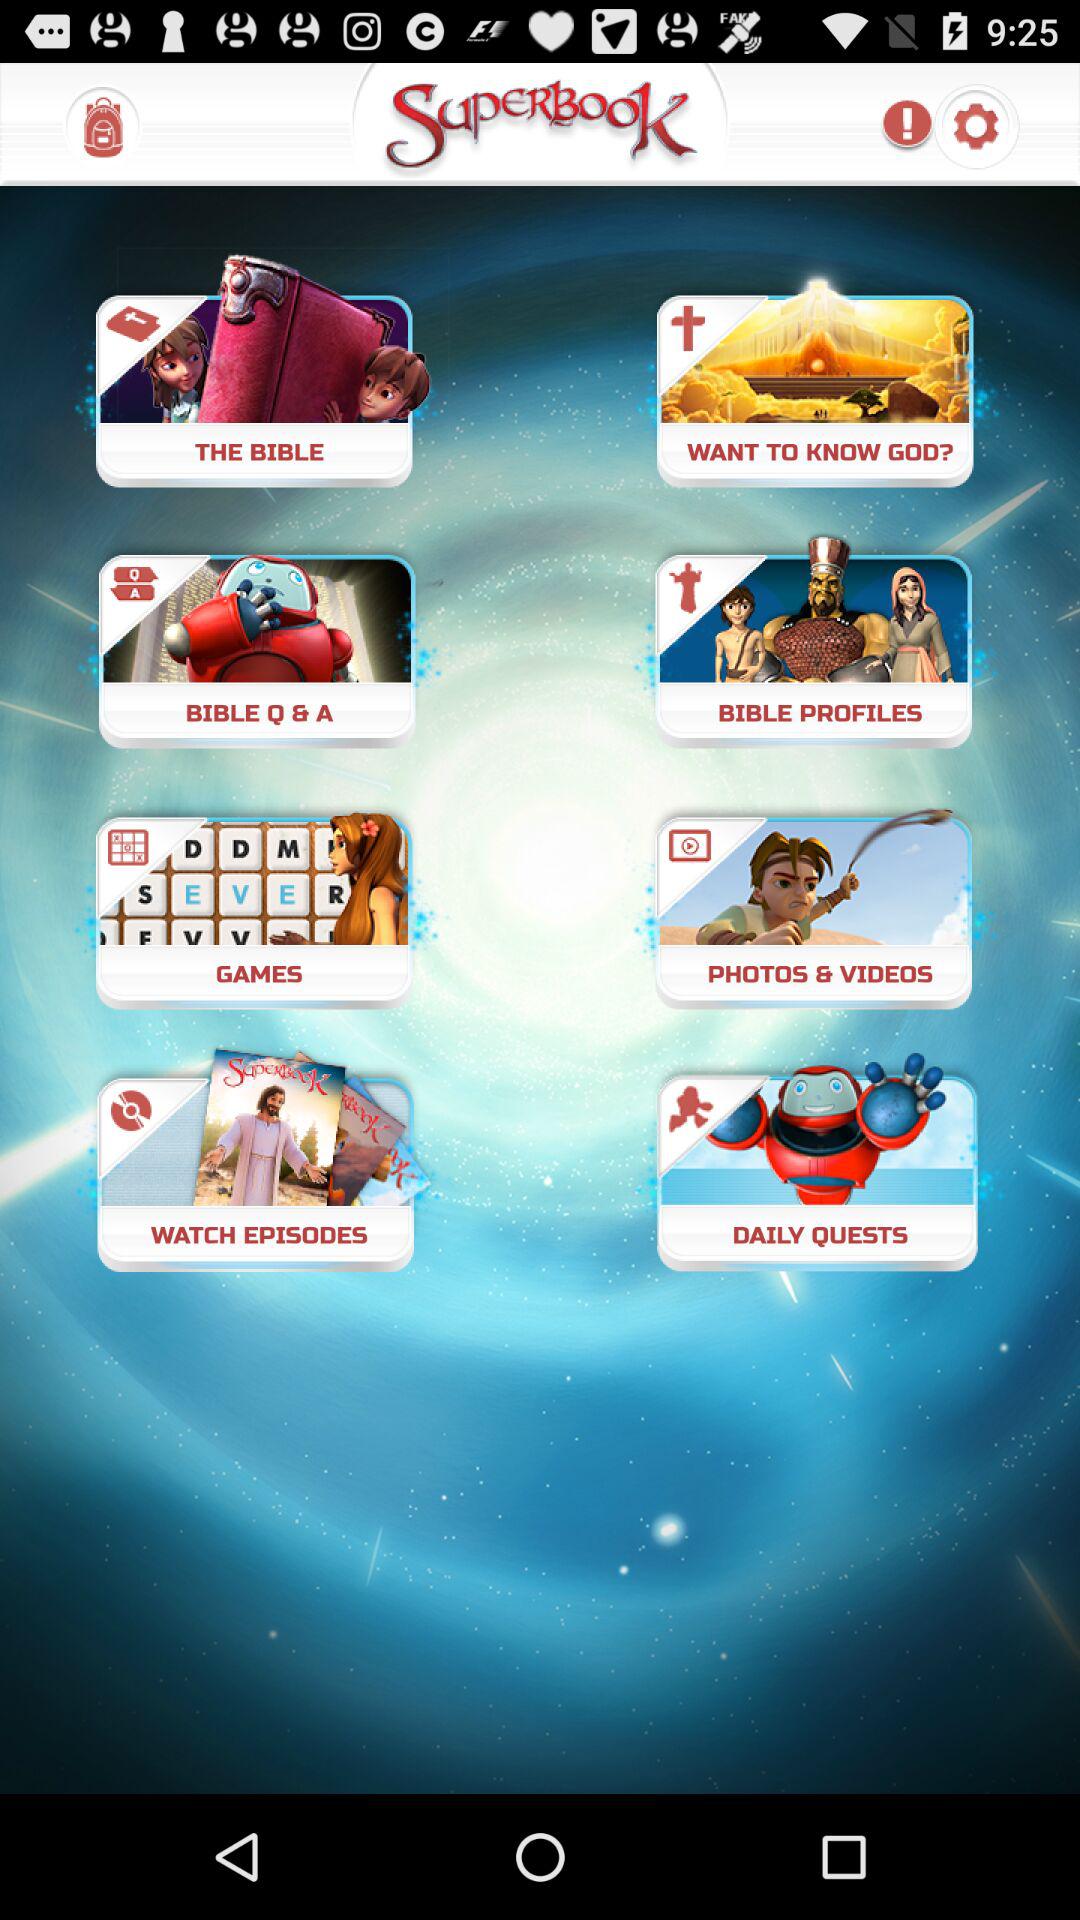 FAKE
9:25
SUPERBOOK
THE BIBLE
WANT TO KNOW GOD?
Q
A
BIBLE Q & A
BIBLE PROFILES
X
O
X
D D M
S E V E R
E V V
GAMES
PHOTOS & VIDEOS
SUPERBOOK
WATCH EPISODES
DAILY QUESTS